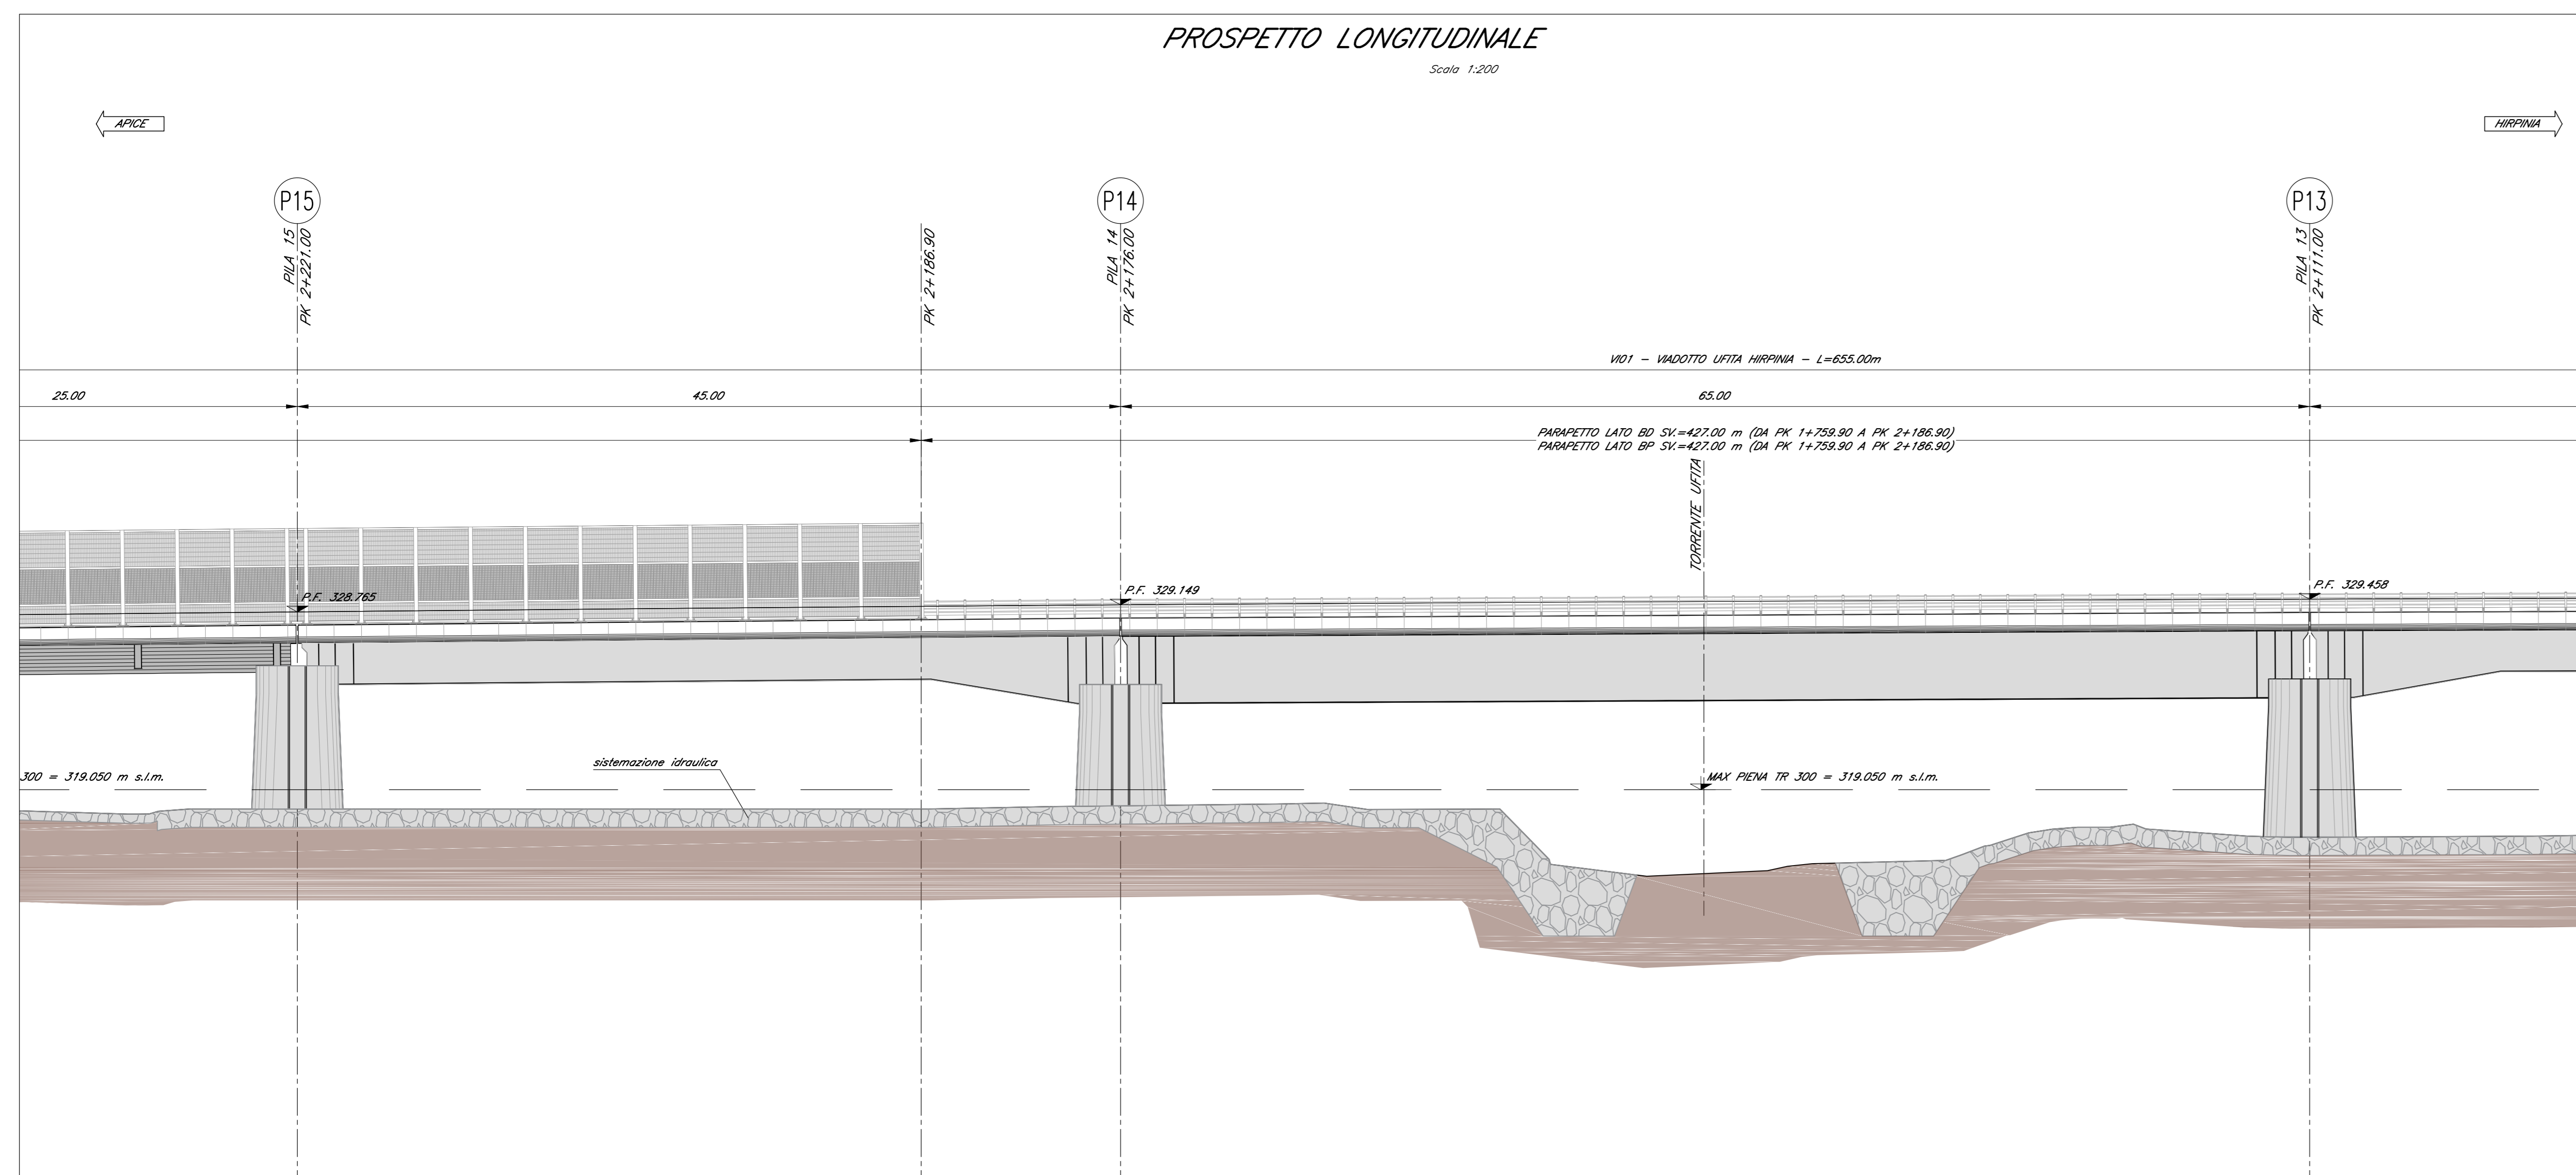 PROSPETTO LONGITUDINALE
Scala 1:200
APICE
HIRPINIA
P15
P14
P13
PILA 15
PK 2+221.00
PK 2+186.90
PILA 14
PK 2+176.00
PILA 13
PK 2+111.00
VI01 - VIADOTTO UFITA HIRPINIA - L=655.00m
25.00
45.00
65.00
PARAPETTO LATO BD SV.=427.00 m (DA PK 1+759.90 A PK 2+186.90)
PARAPETTO LATO BP SV.=427.00 m (DA PK 1+759.90 A PK 2+186.90)
TORRENTE UFITA
P.F. 328.765
P.F. 329.149
P.F. 329.458
sistemazione idraulica
300 = 319.050 m s.l.m.
MAX PIENA TR 300 = 319.050 m s.l.m.